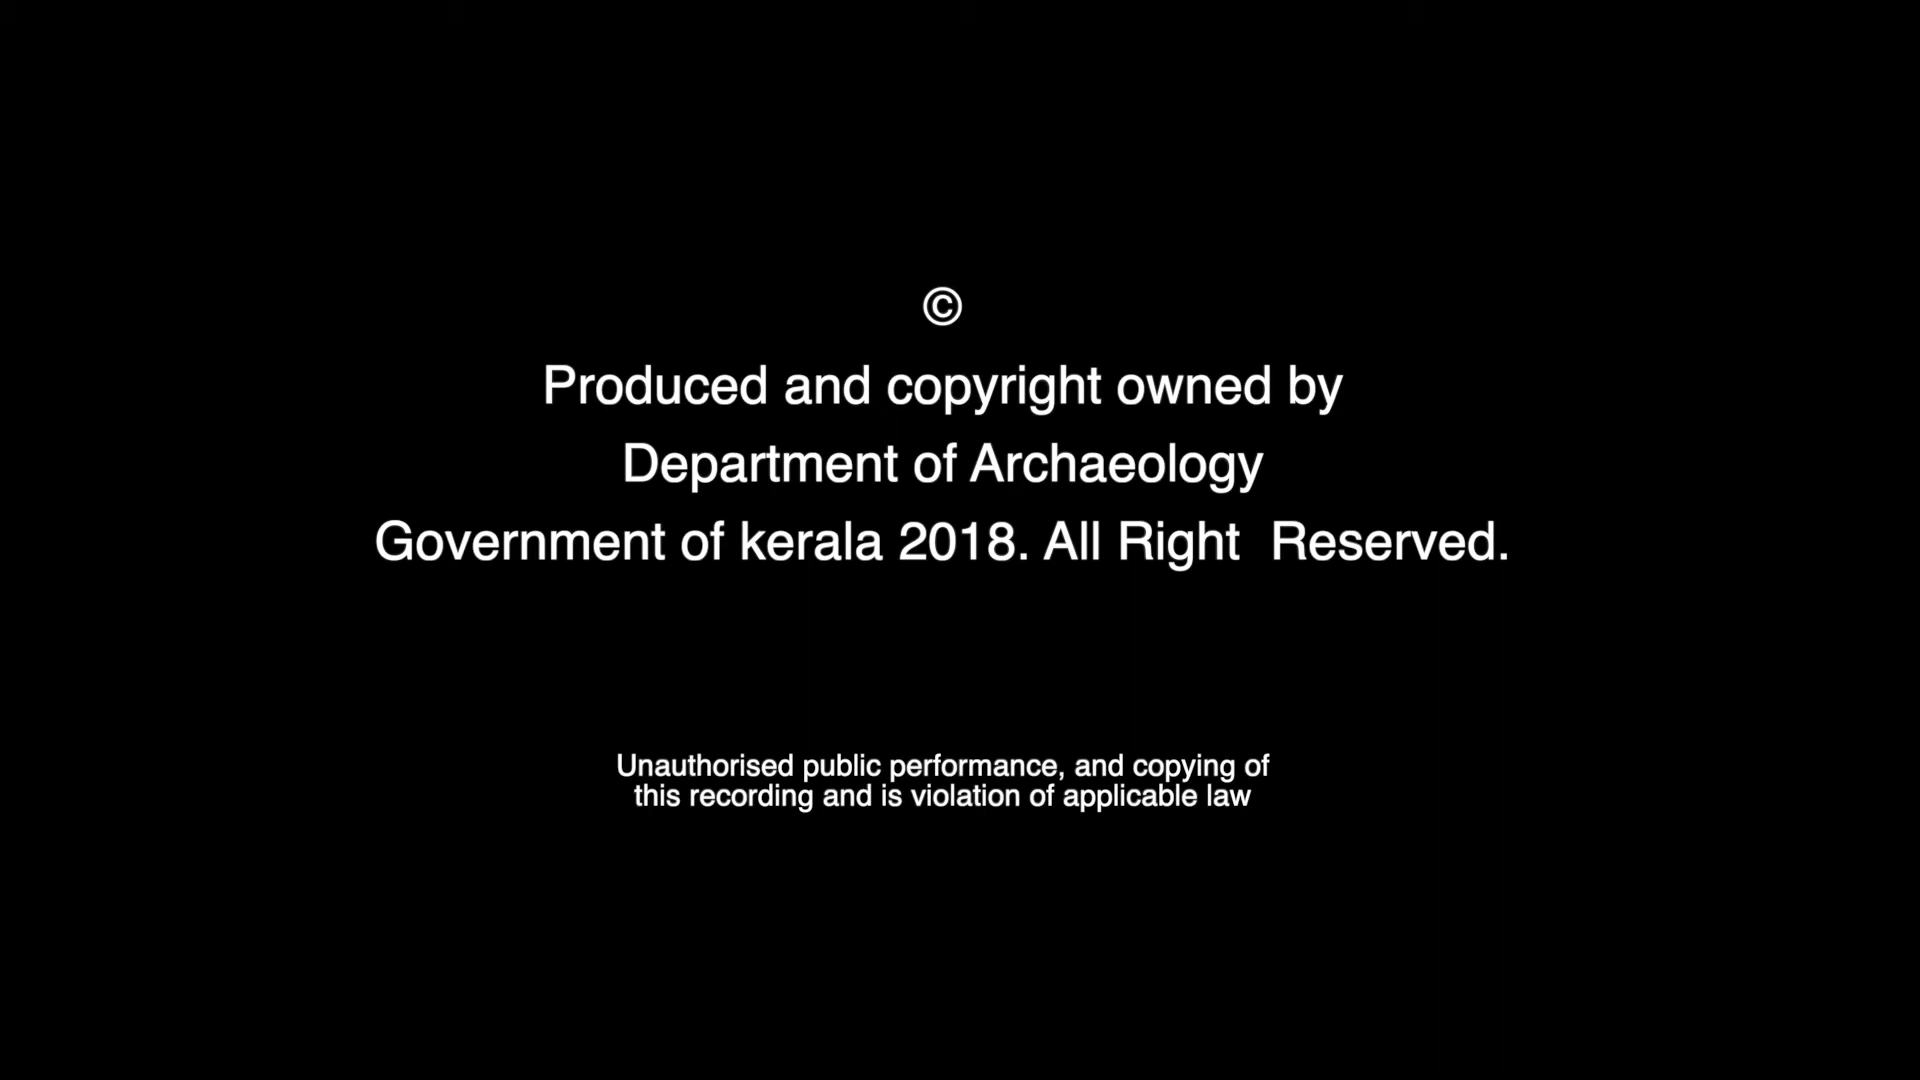 ©
Produced and copyright owned by
Department of Archaeology
Government of kerala 2018. All Right  Reserved.
Unauthorised public performance, and copying of
this recording and is violation of applicable law